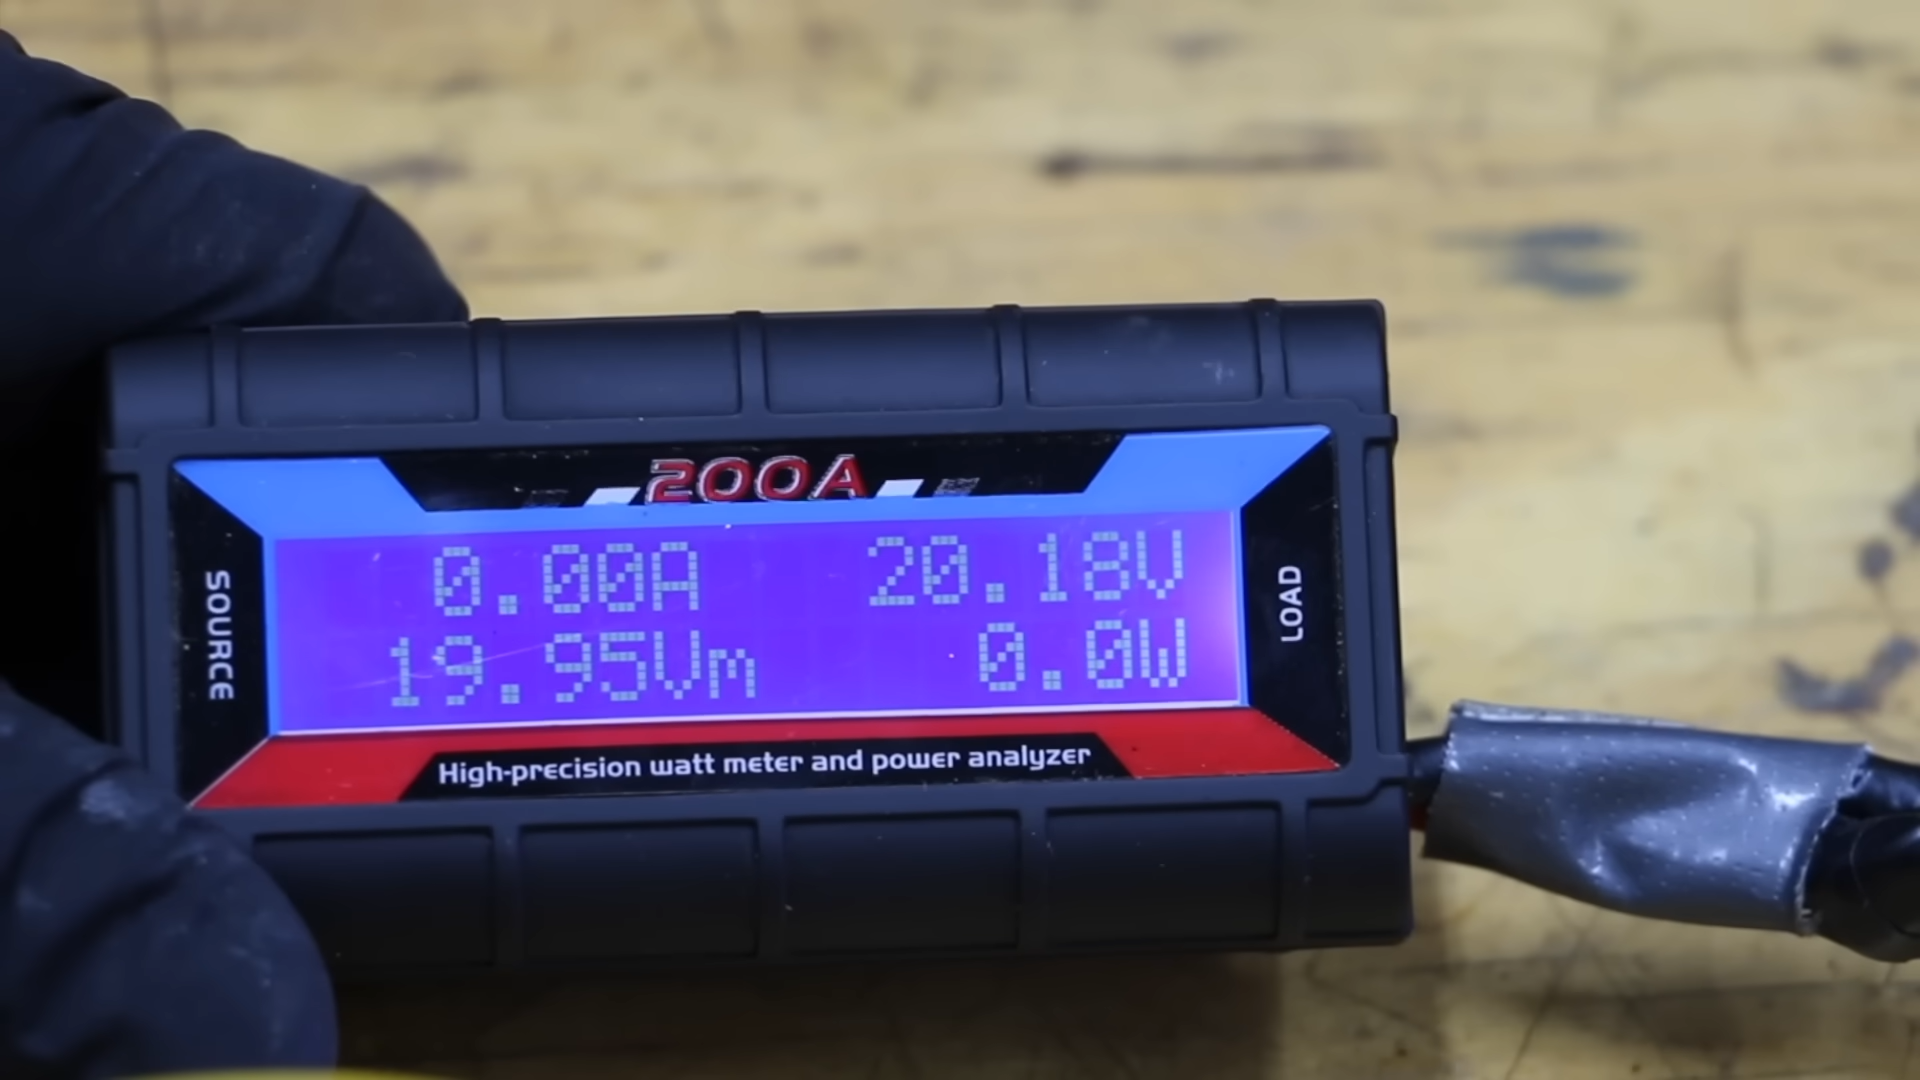 200A
0.00A 20.18V
19.95Vm 0.0W
SOURCE
LOAD
High-precision watt meter and power analyzer